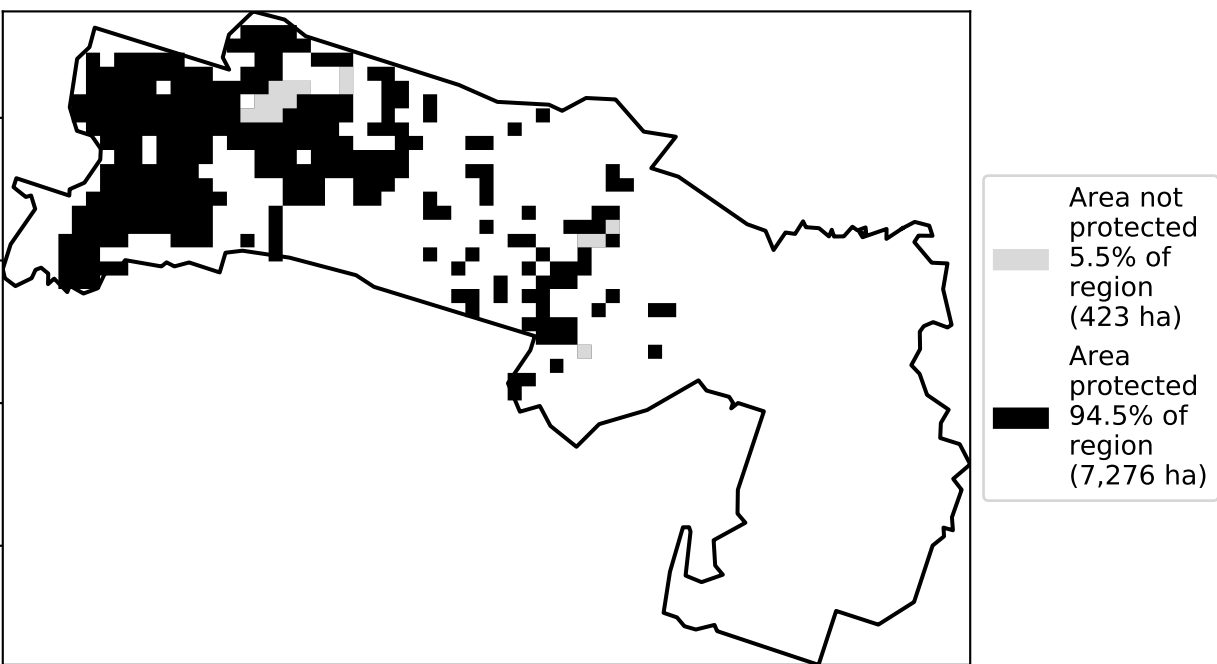 Area not
protected
5.5% of
region
(423 ha)
Area
protected
94.5% of
region
(7,276 ha)